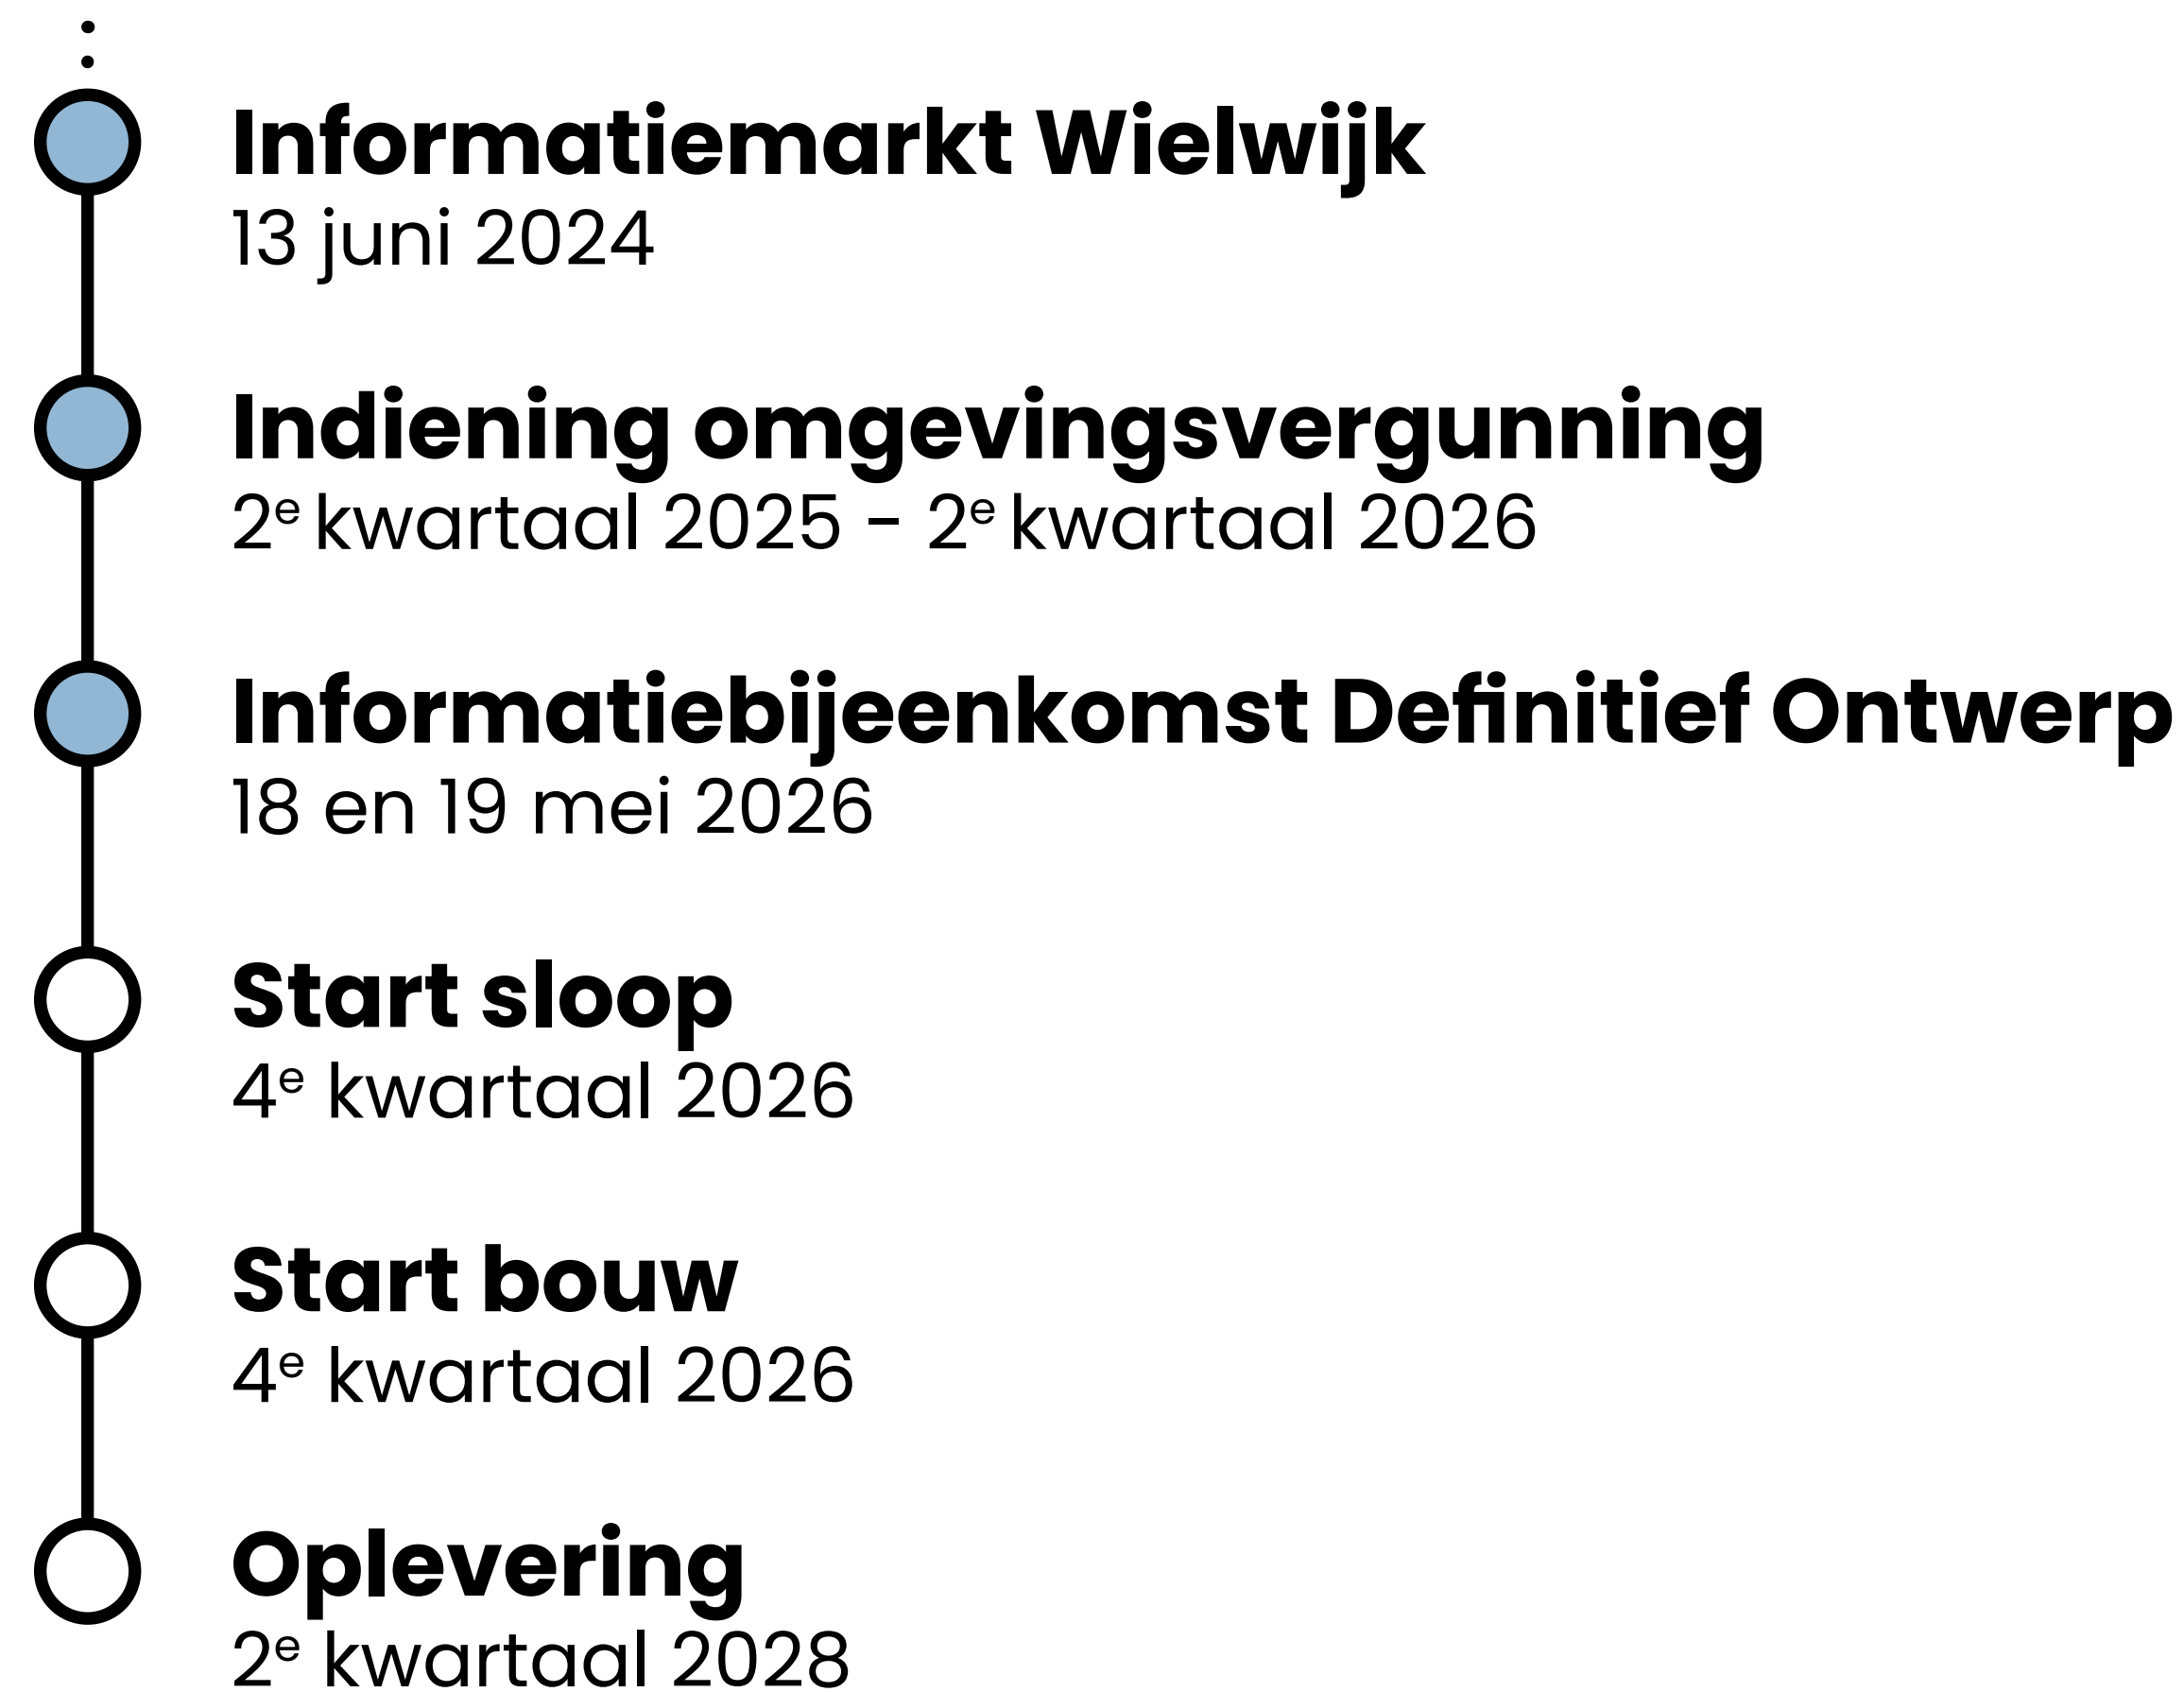 Informatiemarkt Wielwijk
13 juni 2024
Indiening omgevingsvergunning
2e kwartaal 2025 - 2e kwartaal 2026
Informatiebijeenkomst Definitief Ontwerp
18 en 19 mei 2026
Start sloop
4e kwartaal 2026
Start bouw
4e kwartaal 2026
Oplevering
2e kwartaal 2028